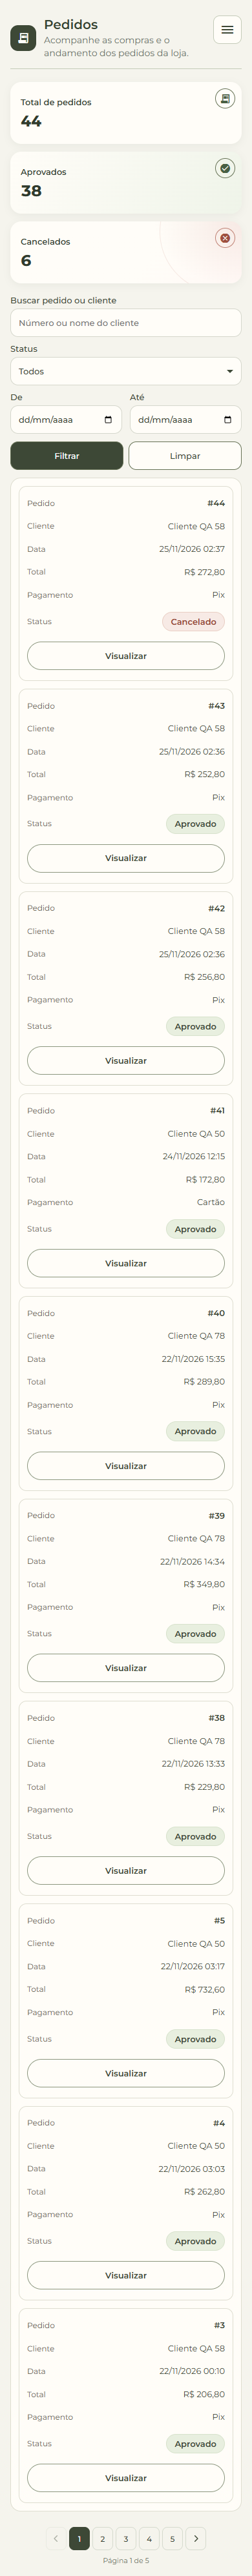 Pedidos
Acompanhe as compras e o
andamento dos pedidos da loja.
Total de pedidos
44
Aprovados
38
Cancelados
6
Buscar pedido ou cliente
Número ou nome do cliente
Status
Todos
De Até
dd/mm/aaaa dd/mm/aaaa
Filtrar Limpar
Pedido #44
Cliente Cliente QA 58
Data 25/11/2026 02:37
Total R$ 272,80
Pagamento Pix
Status Cancelado
Visualizar
Pedido #43
Cliente Cliente QA 58
Data 25/11/2026 02:36
Total R$ 252,80
Pagamento Pix
Status Aprovado
Visualizar
Pedido #42
Cliente Cliente QA 58
Data 25/11/2026 02:36
Total R$ 256,80
Pagamento Pix
Status Aprovado
Visualizar
Pedido #41
Cliente Cliente QA 50
Data 24/11/2026 12:15
Total R$ 172,80
Pagamento Cartão
Status Aprovado
Visualizar
Pedido #40
Cliente Cliente QA 78
Data 22/11/2026 15:35
Total R$ 289,80
Pagamento Pix
Status Aprovado
Visualizar
Pedido #39
Cliente Cliente QA 78
Data 22/11/2026 14:34
Total R$ 349,80
Pagamento Pix
Status Aprovado
Visualizar
Pedido #38
Cliente Cliente QA 78
Data 22/11/2026 13:33
Total R$ 229,80
Pagamento Pix
Status Aprovado
Visualizar
Pedido #5
Cliente Cliente QA 50
Data 22/11/2026 03:17
Total R$ 732,60
Pagamento Pix
Status Aprovado
Visualizar
Pedido #4
Cliente Cliente QA 50
Data 22/11/2026 03:03
Total R$ 262,80
Pagamento Pix
Status Aprovado
Visualizar
Pedido #3
Cliente Cliente QA 58
Data 22/11/2026 00:10
Total R$ 206,80
Pagamento Pix
Status Aprovado
Visualizar
1 2 3 4 5
Página 1 de 5